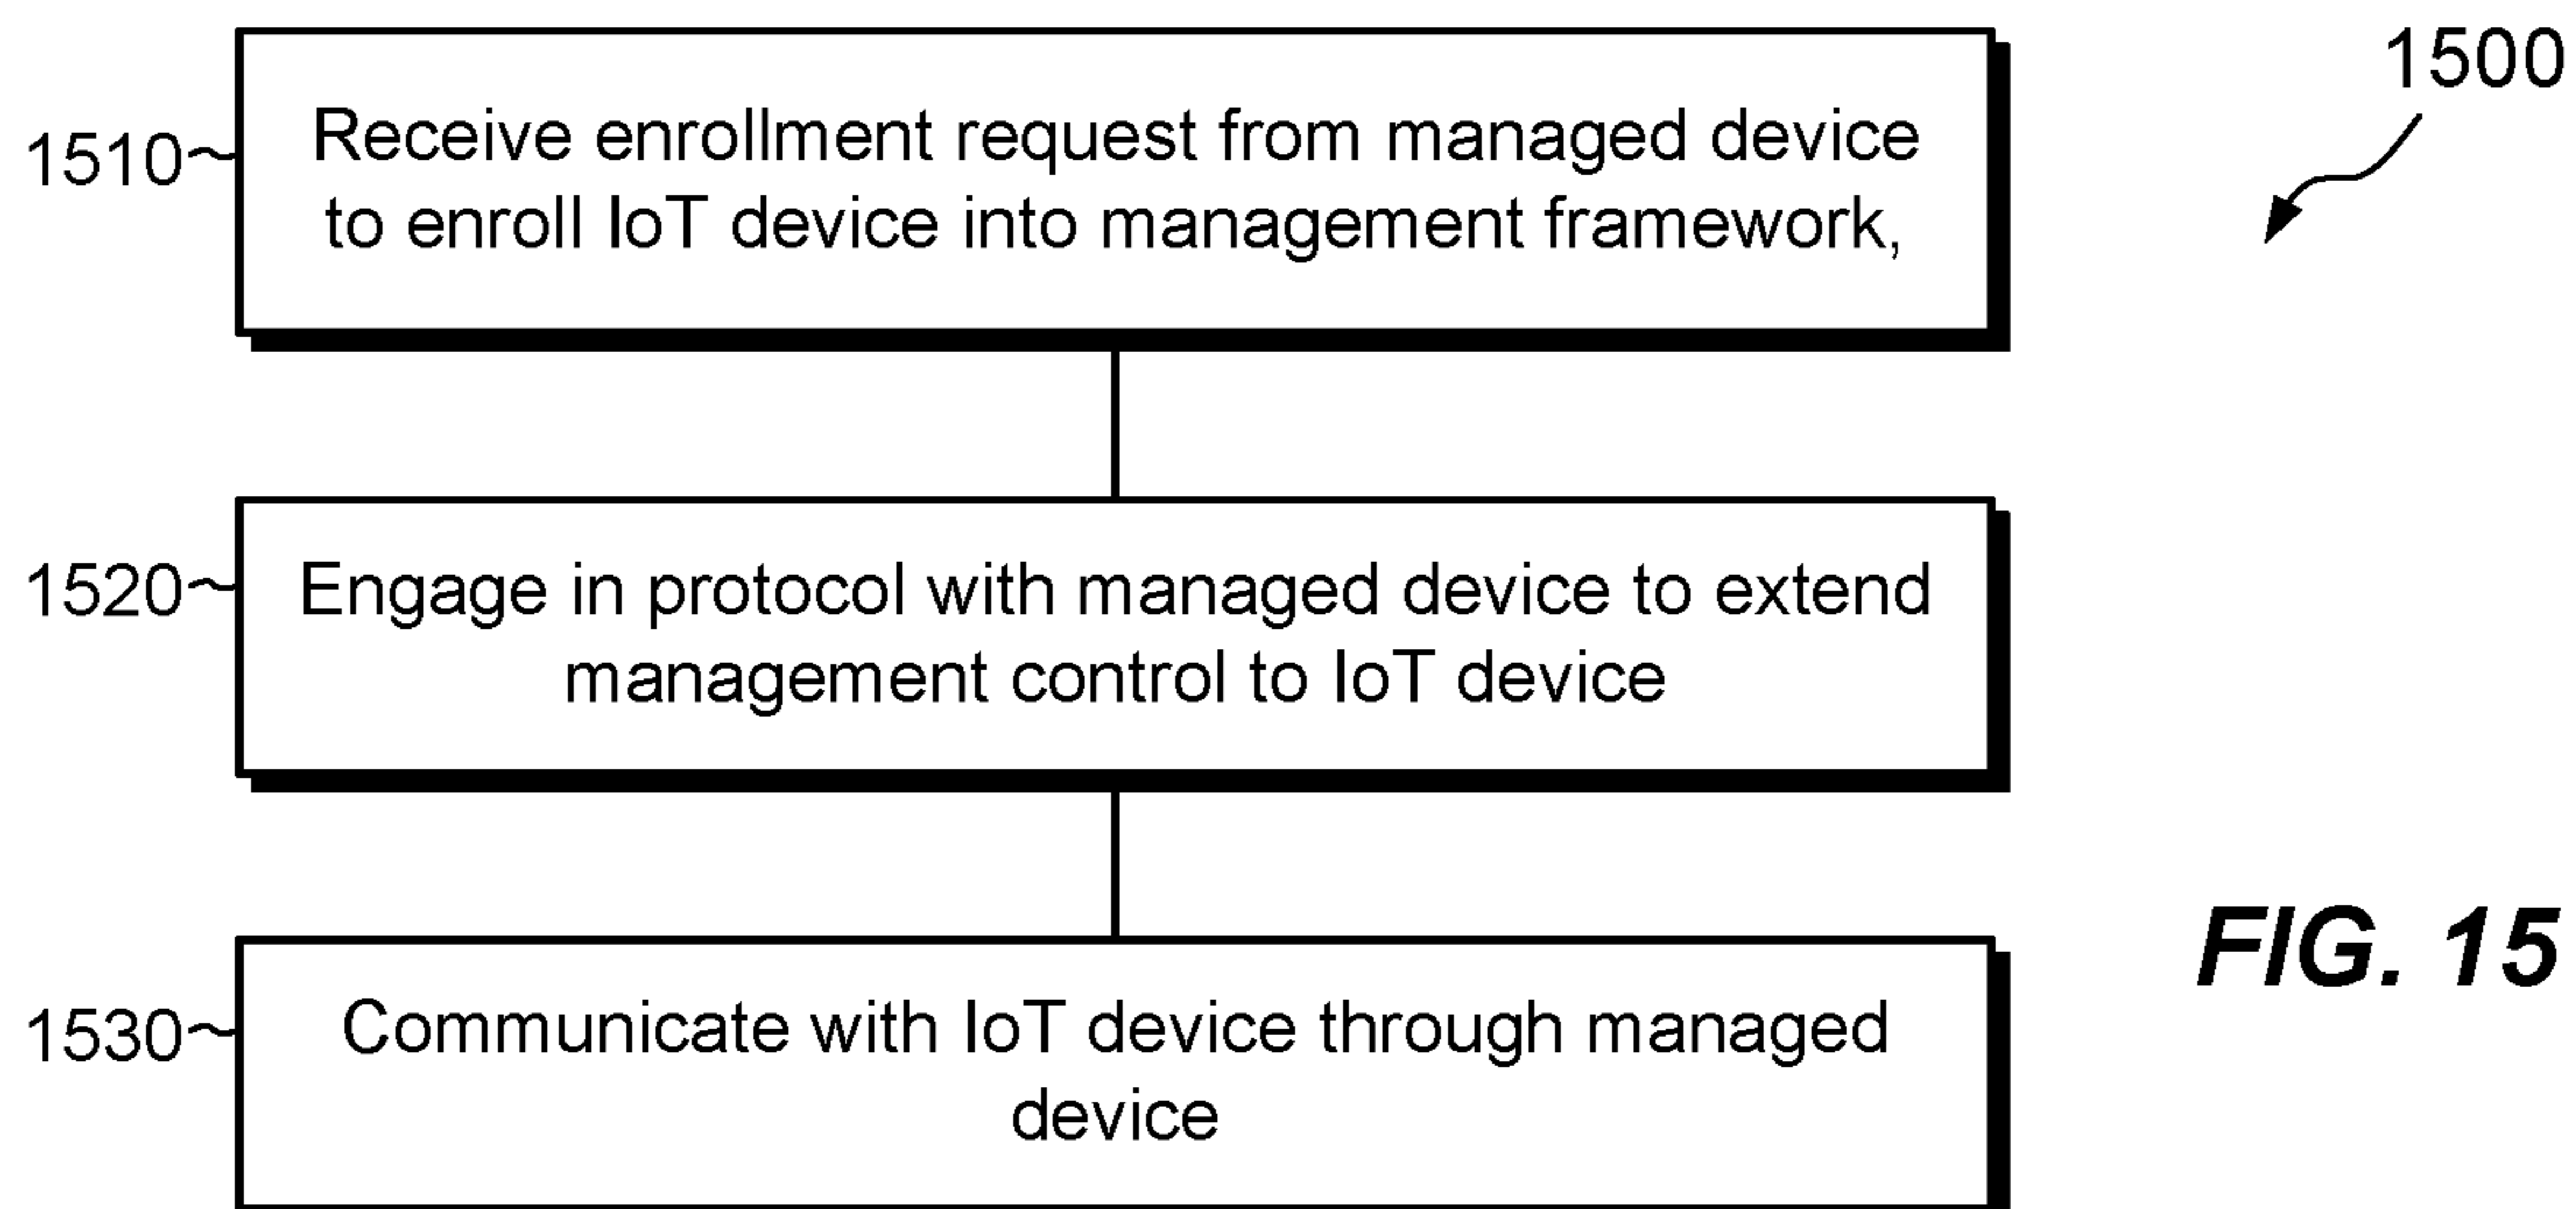 1500
1510
Receive enrollment request from managed device
to enroll IoT device into management framework,
1520
Engage in protocol with managed device to extend
management control to IoT device
1530
Communicate with IoT device through managed
device
FIG. 15